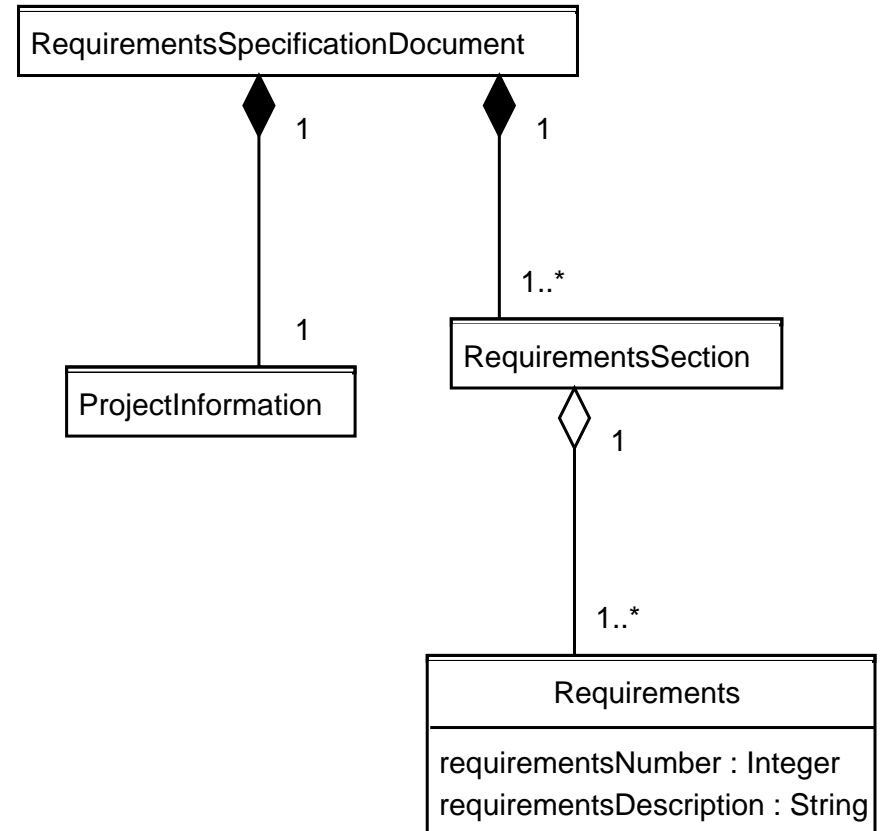 RequirementsSpecificationDocument
1
1
1..*
1
RequirementsSection
ProjectInformation
1
1..*
Requirements
requirementsNumber : Integer
requirementsDescription : String